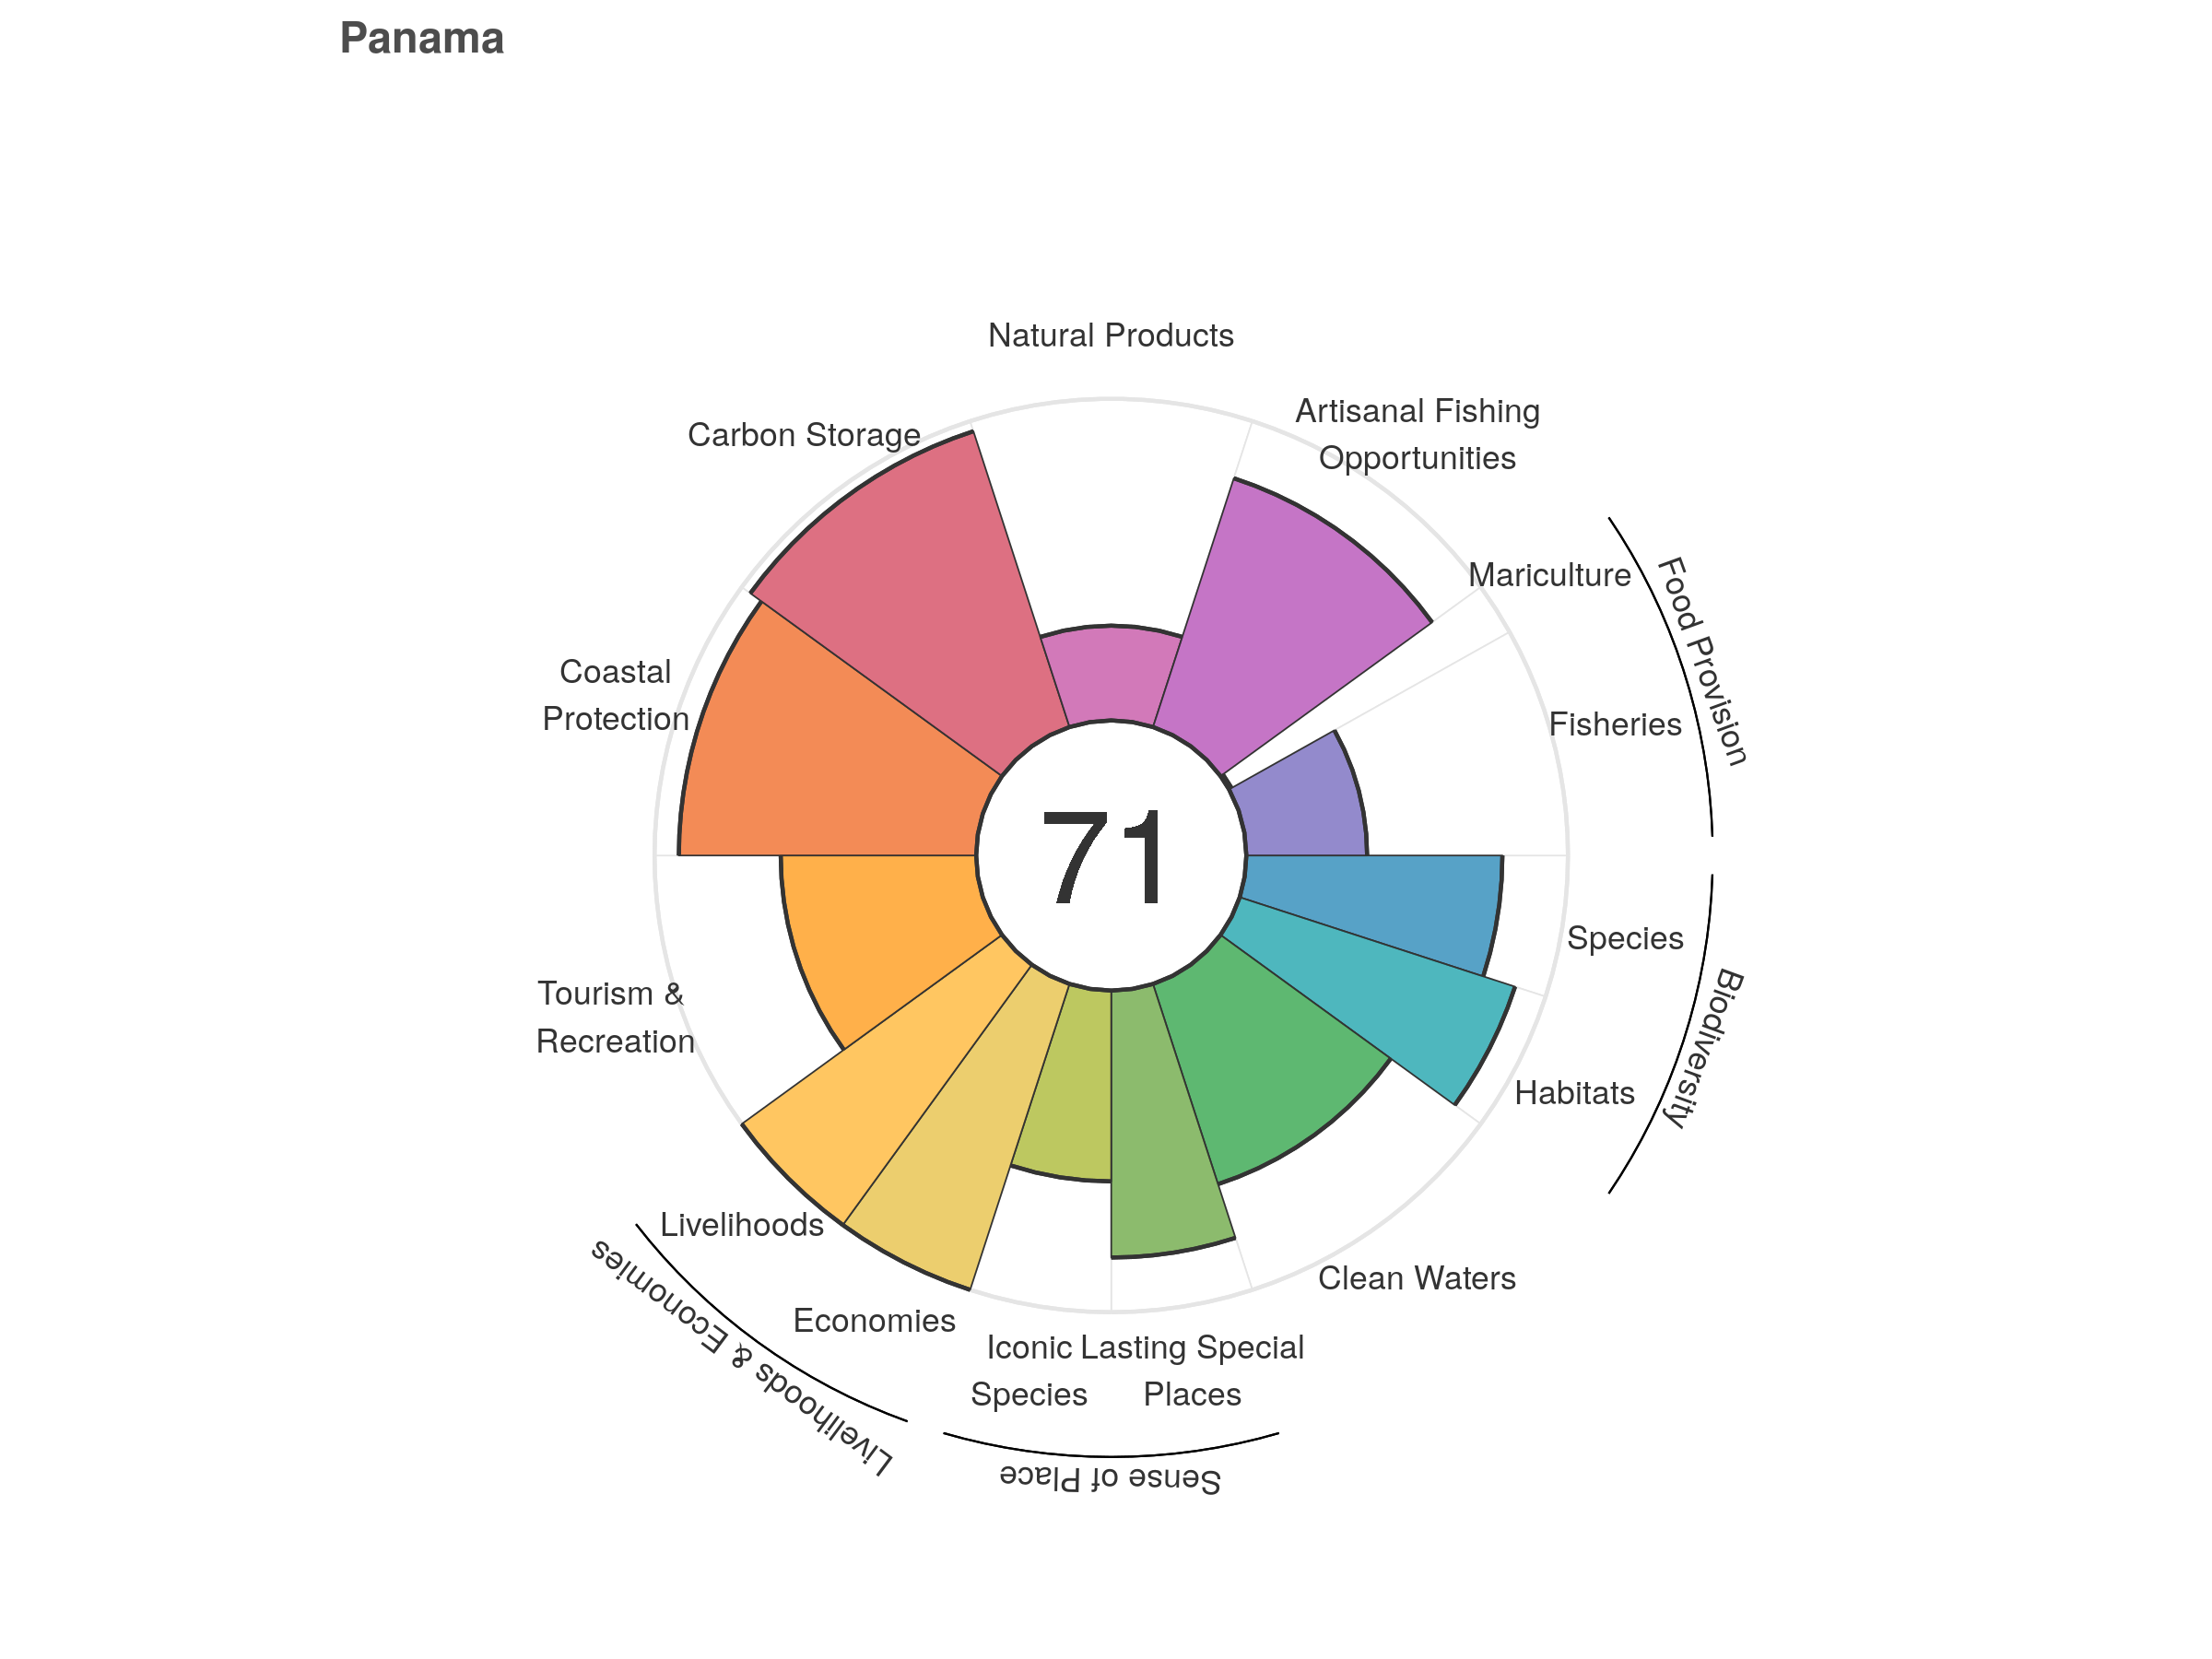 Panama
Natural Products
Artisanal Fishing
Opportunities
Carbon Storage
Mariculture
Food Provision
Coastal
Protection
Fisheries
71
Species
Biodiversity
Tourism &
Recreation
Habitats
Livelihoods
Clean Waters
Economies
Livelihoods & Economies
Iconic
Species
Lasting Special
Places
Sense of Place